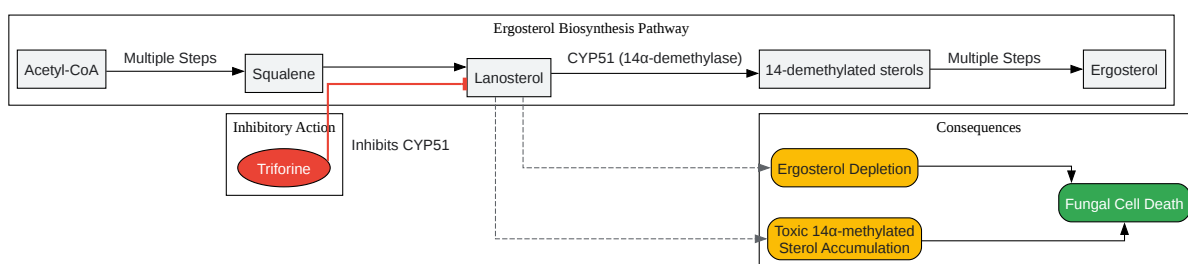 Ergosterol Biosynthesis Pathway
Acetyl-CoA
Multiple Steps
Squalene
Lanosterol
CYP51 (14α-demethylase)
14-demethylated sterols
Multiple Steps
Ergosterol
Inhibitory Action
Triforine
Inhibits CYP51
Consequences
Ergosterol Depletion
Toxic 14α-methylated
Sterol Accumulation
Fungal Cell Death